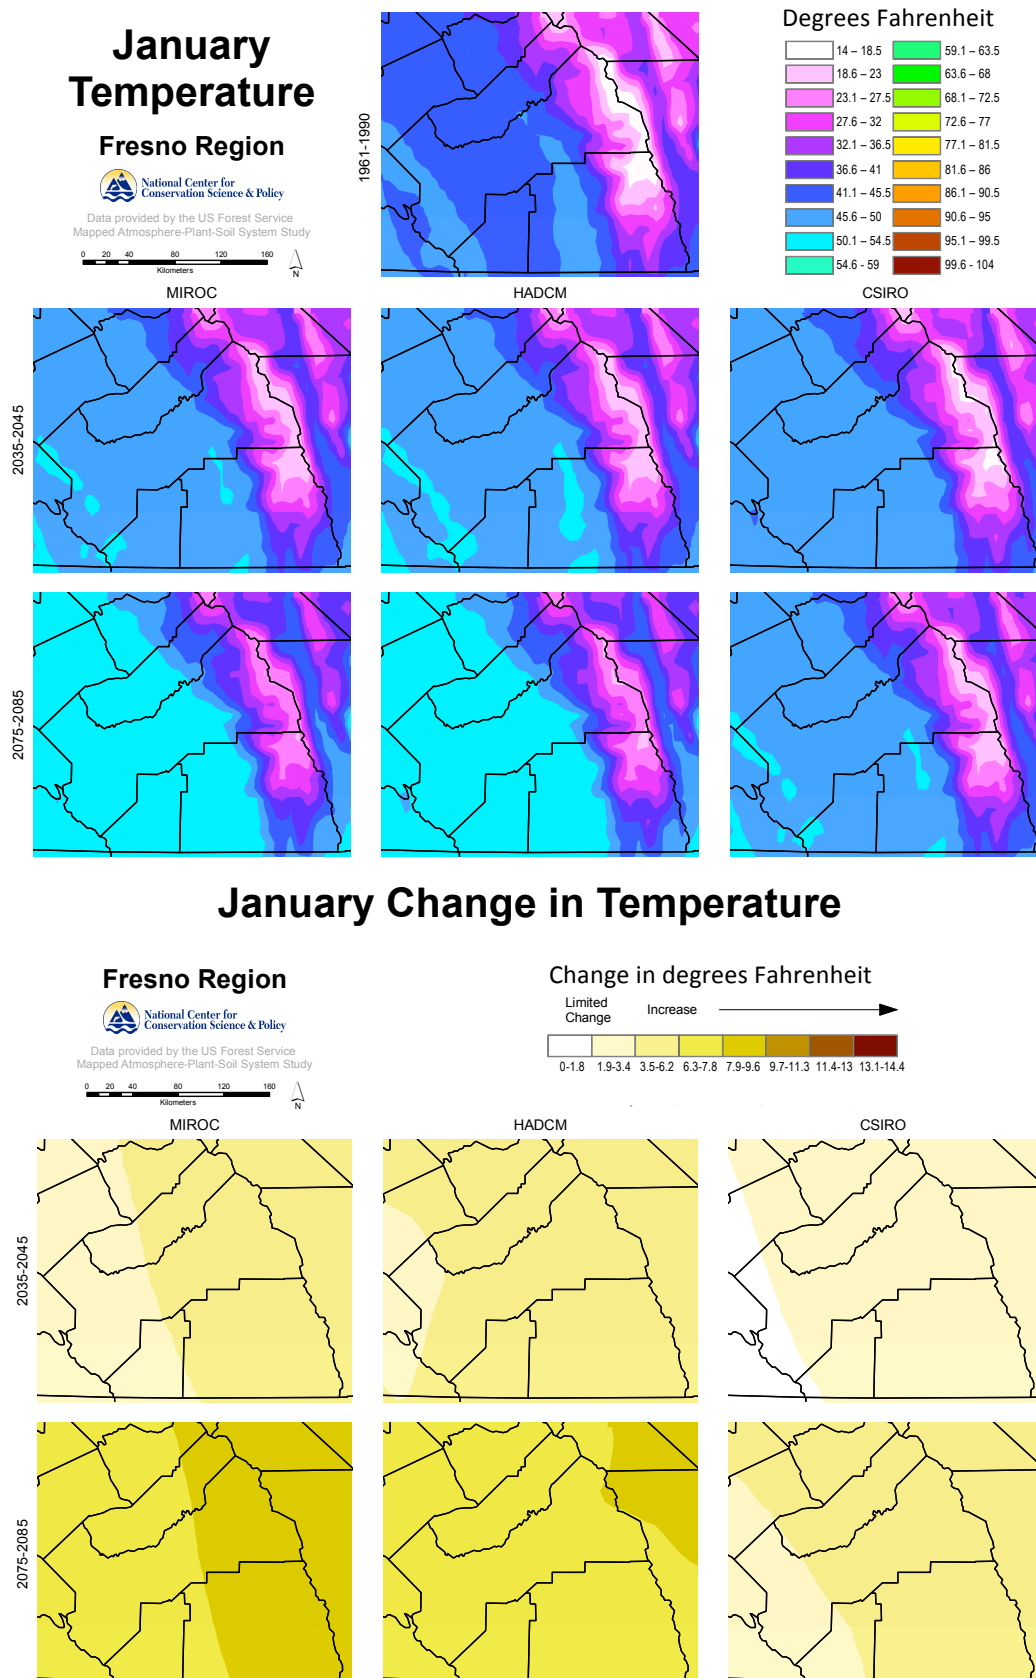 January
Temperature
Fresno Region
National Center for
Conservation Science & Policy
Data provided by the US Forest Service
Mapped Atmosphere-Plant-Soil System Study
0 20 40 80 120 160
Kilometers
N
1961-1990
Degrees Fahrenheit
14 – 18.5
18.6 – 23
23.1 – 27.5
27.6 – 32
32.1 – 36.5
36.6 – 41
41.1 – 45.5
45.6 – 50
50.1 – 54.5
54.6 - 59
59.1 – 63.5
63.6 – 68
68.1 – 72.5
72.6 – 77
77.1 – 81.5
81.6 – 86
86.1 – 90.5
90.6 – 95
95.1 – 99.5
99.6 - 104
MIROC HADCM CSIRO
2035-2045
2075-2085
January Change in Temperature
Fresno Region
National Center for
Conservation Science & Policy
Data provided by the US Forest Service
Mapped Atmosphere-Plant-Soil System Study
0 20 40 80 120 160
Kilometers
N
Change in degrees Fahrenheit
Limited
Change
Increase
0-1.8 1.9-3.4 3.5-6.2 6.3-7.8 7.9-9.6 9.7-11.3 11.4-13 13.1-14.4
MIROC HADCM CSIRO
2035-2045
2075-2085